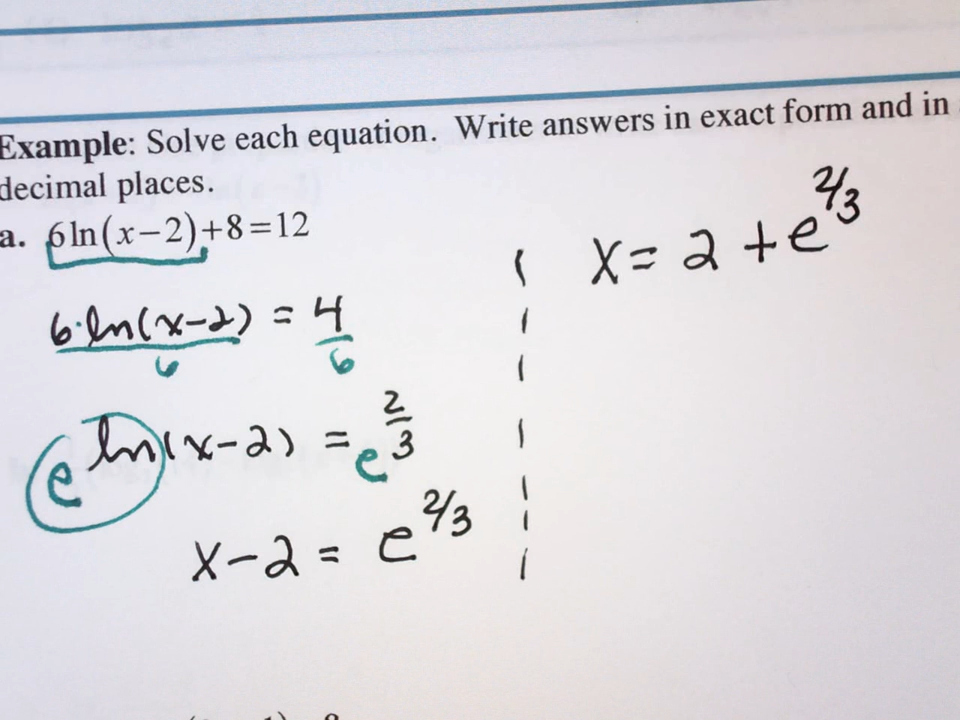 Example: Solve each equation. Write answers in exact form and in
decimal places.
a. 6ln(x−2)+8=12
6·ln(x−2) = 4
6 6
e^ln(x−2) = e^2/3
x−2 = e^2/3
x = 2 + e^2/3